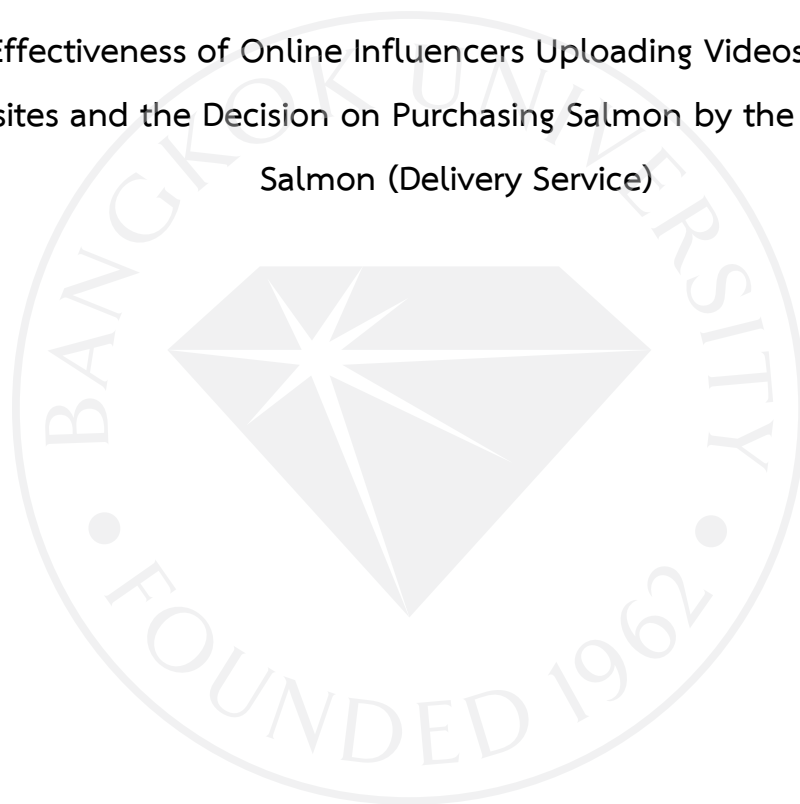 Effectiveness of Online Influencers Uploading Videos
sites and the Decision on Purchasing Salmon by the
Salmon (Delivery Service)
BANGKOK UNIVERSITY
• FOUNDED 1962 •